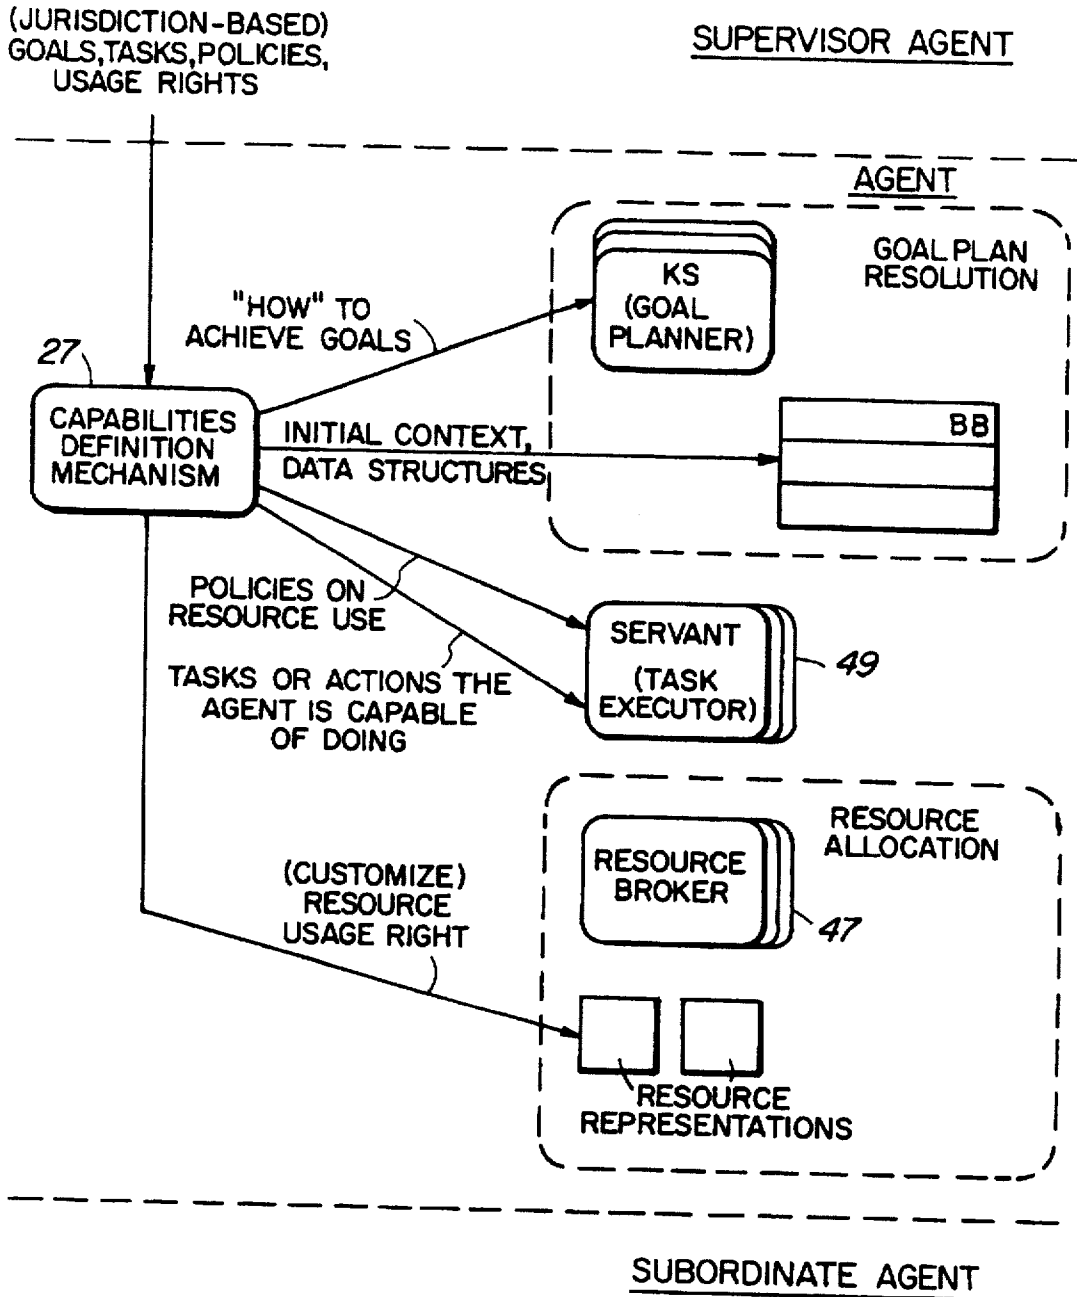 (JURISDICTION-BASED)
GOALS,TASKS,POLICIES,
USAGE RIGHTS
SUPERVISOR AGENT
AGENT
GOAL PLAN
RESOLUTION
KS
(GOAL
PLANNER)
"HOW" TO
ACHIEVE GOALS
27
CAPABILITIES
DEFINITION
MECHANISM
INITIAL CONTEXT,
DATA STRUCTURES
BB
POLICIES ON
RESOURCE USE
SERVANT
(TASK
EXECUTOR)
49
TASKS OR ACTIONS THE
AGENT IS CAPABLE
OF DOING
RESOURCE
ALLOCATION
RESOURCE
BROKER
47
(CUSTOMIZE)
RESOURCE
USAGE RIGHT
RESOURCE
REPRESENTATIONS
SUBORDINATE AGENT